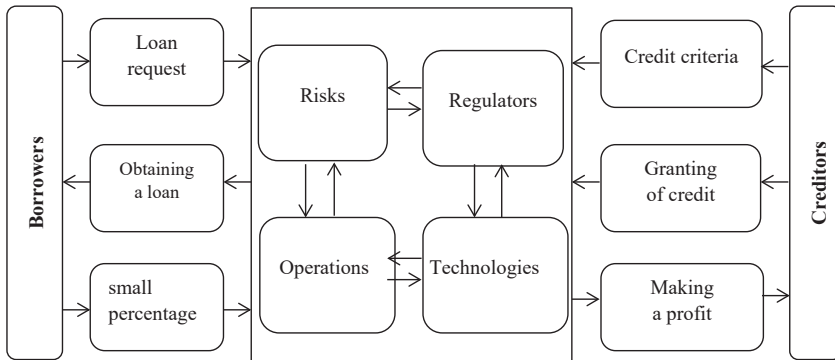 Borrowers
Loan
request
Obtaining
a loan
small
percentage
Risks
Regulators
Operations
Technologies
Credit criteria
Granting
of credit
Making
a profit
Creditors